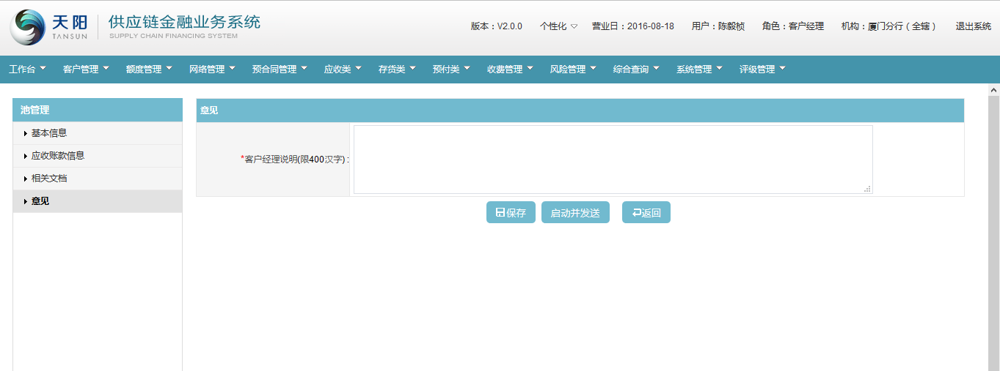 天阳 供应链金融业务系统
TANSUN SUPPLY CHAIN FINANCING SYSTEM
版本：V2.0.0 个性化 营业日：2016-08-18 用户：陈毅桢 角色：客户经理 机构：厦门分行（全辖） 退出系统
工作台 客户管理 额度管理 网络管理 预合同管理 应收类 存货类 预付类 收费管理 风险管理 综合查询 系统管理 评级管理
池管理
基本信息
应收账款信息
相关文档
意见
意见
*客户经理说明(限400汉字) :
保存 启动并发送 返回